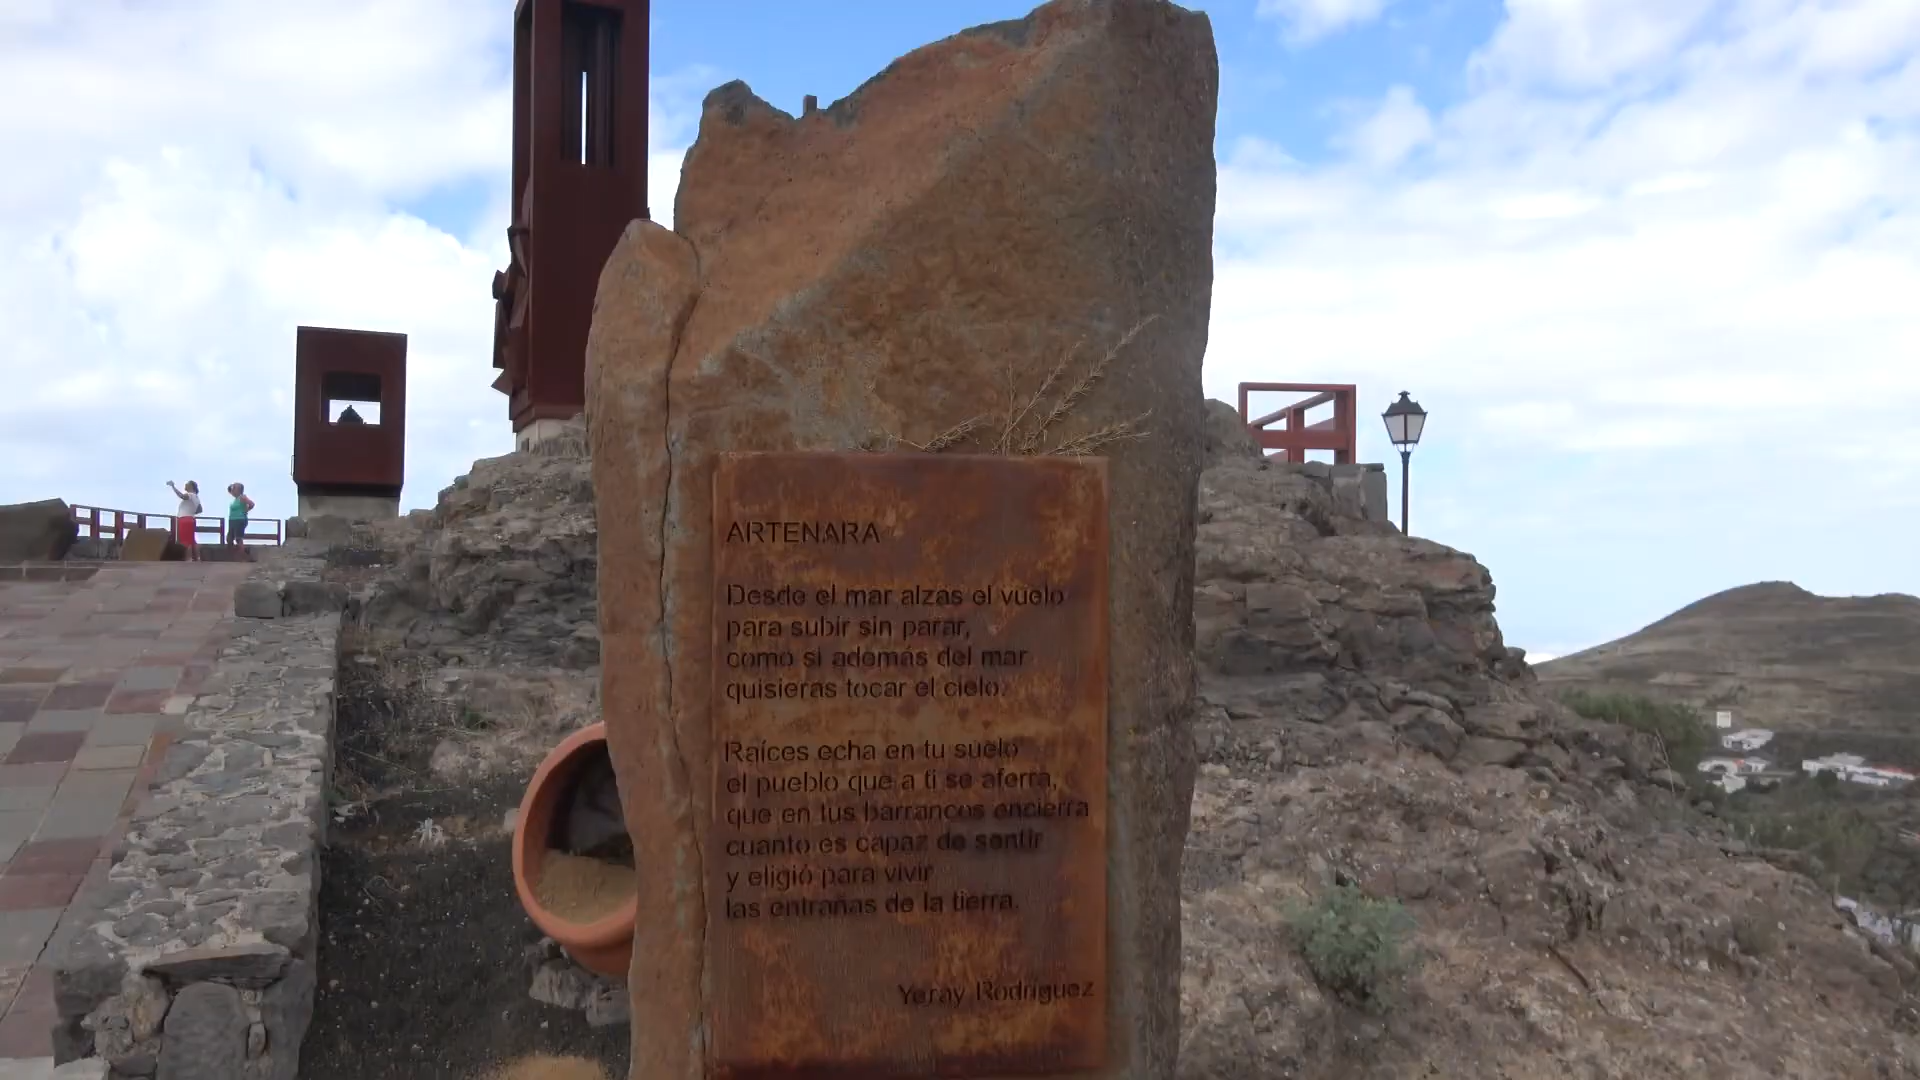 ARTENARA
Desde el mar alzas el vuelo
para subir sin parar,
como si además del mar
quisieras tocar el cielo.
Raíces echa en tu suelo
el pueblo que a ti se aferra,
que en tus barrancos encierra
cuanto es capaz de sentir
y eligió para vivir
las entrañas de la tierra.
Yeray Rodríguez